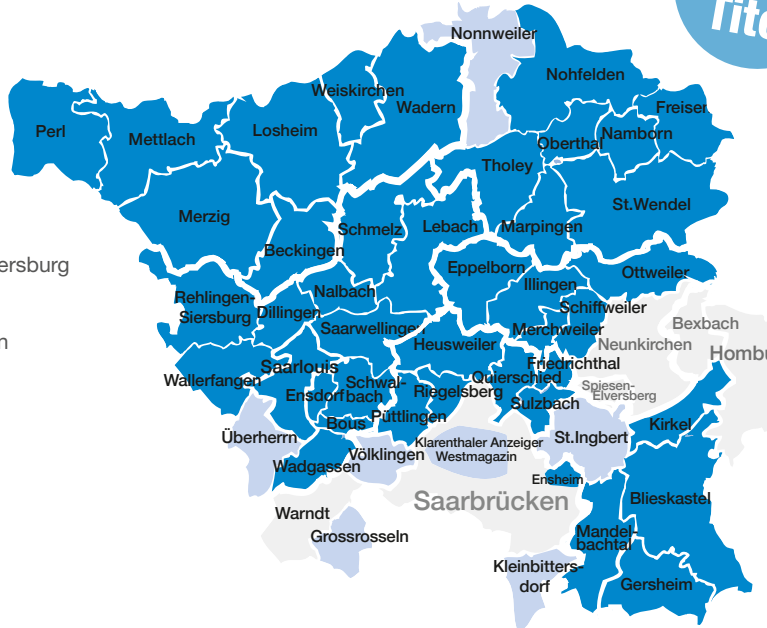 Tite
Nonnweiler
Nohfelden
Weiskirchen
Wadern
Freisen
Perl
Mettlach
Losheim
Oberthal
Namborn
Tholey
St.Wendel
Merzig
Schmelz
Lebach
Marpingen
Beckingen
ersburg
Eppelborn
Ottweiler
Illingen
Nalbach
Rehlingen-
Siersburg
Dillingen
Schiffweiler
Saarwellingen
Merchweiler
Bexbach
n
Heusweiler
Neunkirchen
Hombu
Saarlouis
Friedrichthal
Wallerfangen
Quierschied
Schwal-
bach
Ensdorf
Riegelsberg
Spiesen-
Elversberg
Sulzbach
Püttlingen
Bous
Kirkel
Überherrn
Klarenthaler Anzeiger
Westmagazin
St.Ingbert
Völklingen
Wadgassen
Ensheim
Saarbrücken
Blieskastel
Warndt
Grossrosseln
Mandel-
bachtal
Kleinbitters-
dorf
Gersheim